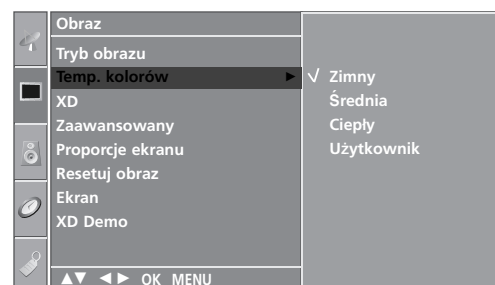 Obraz
Tryb obrazu
Temp. kolorów ► √ Zimny
XD Średnia
Zaawansowany Ciepły
Proporcje ekranu Użytkownik
Resetuj obraz
Ekran
XD Demo
▲▼ ◄► OK MENU